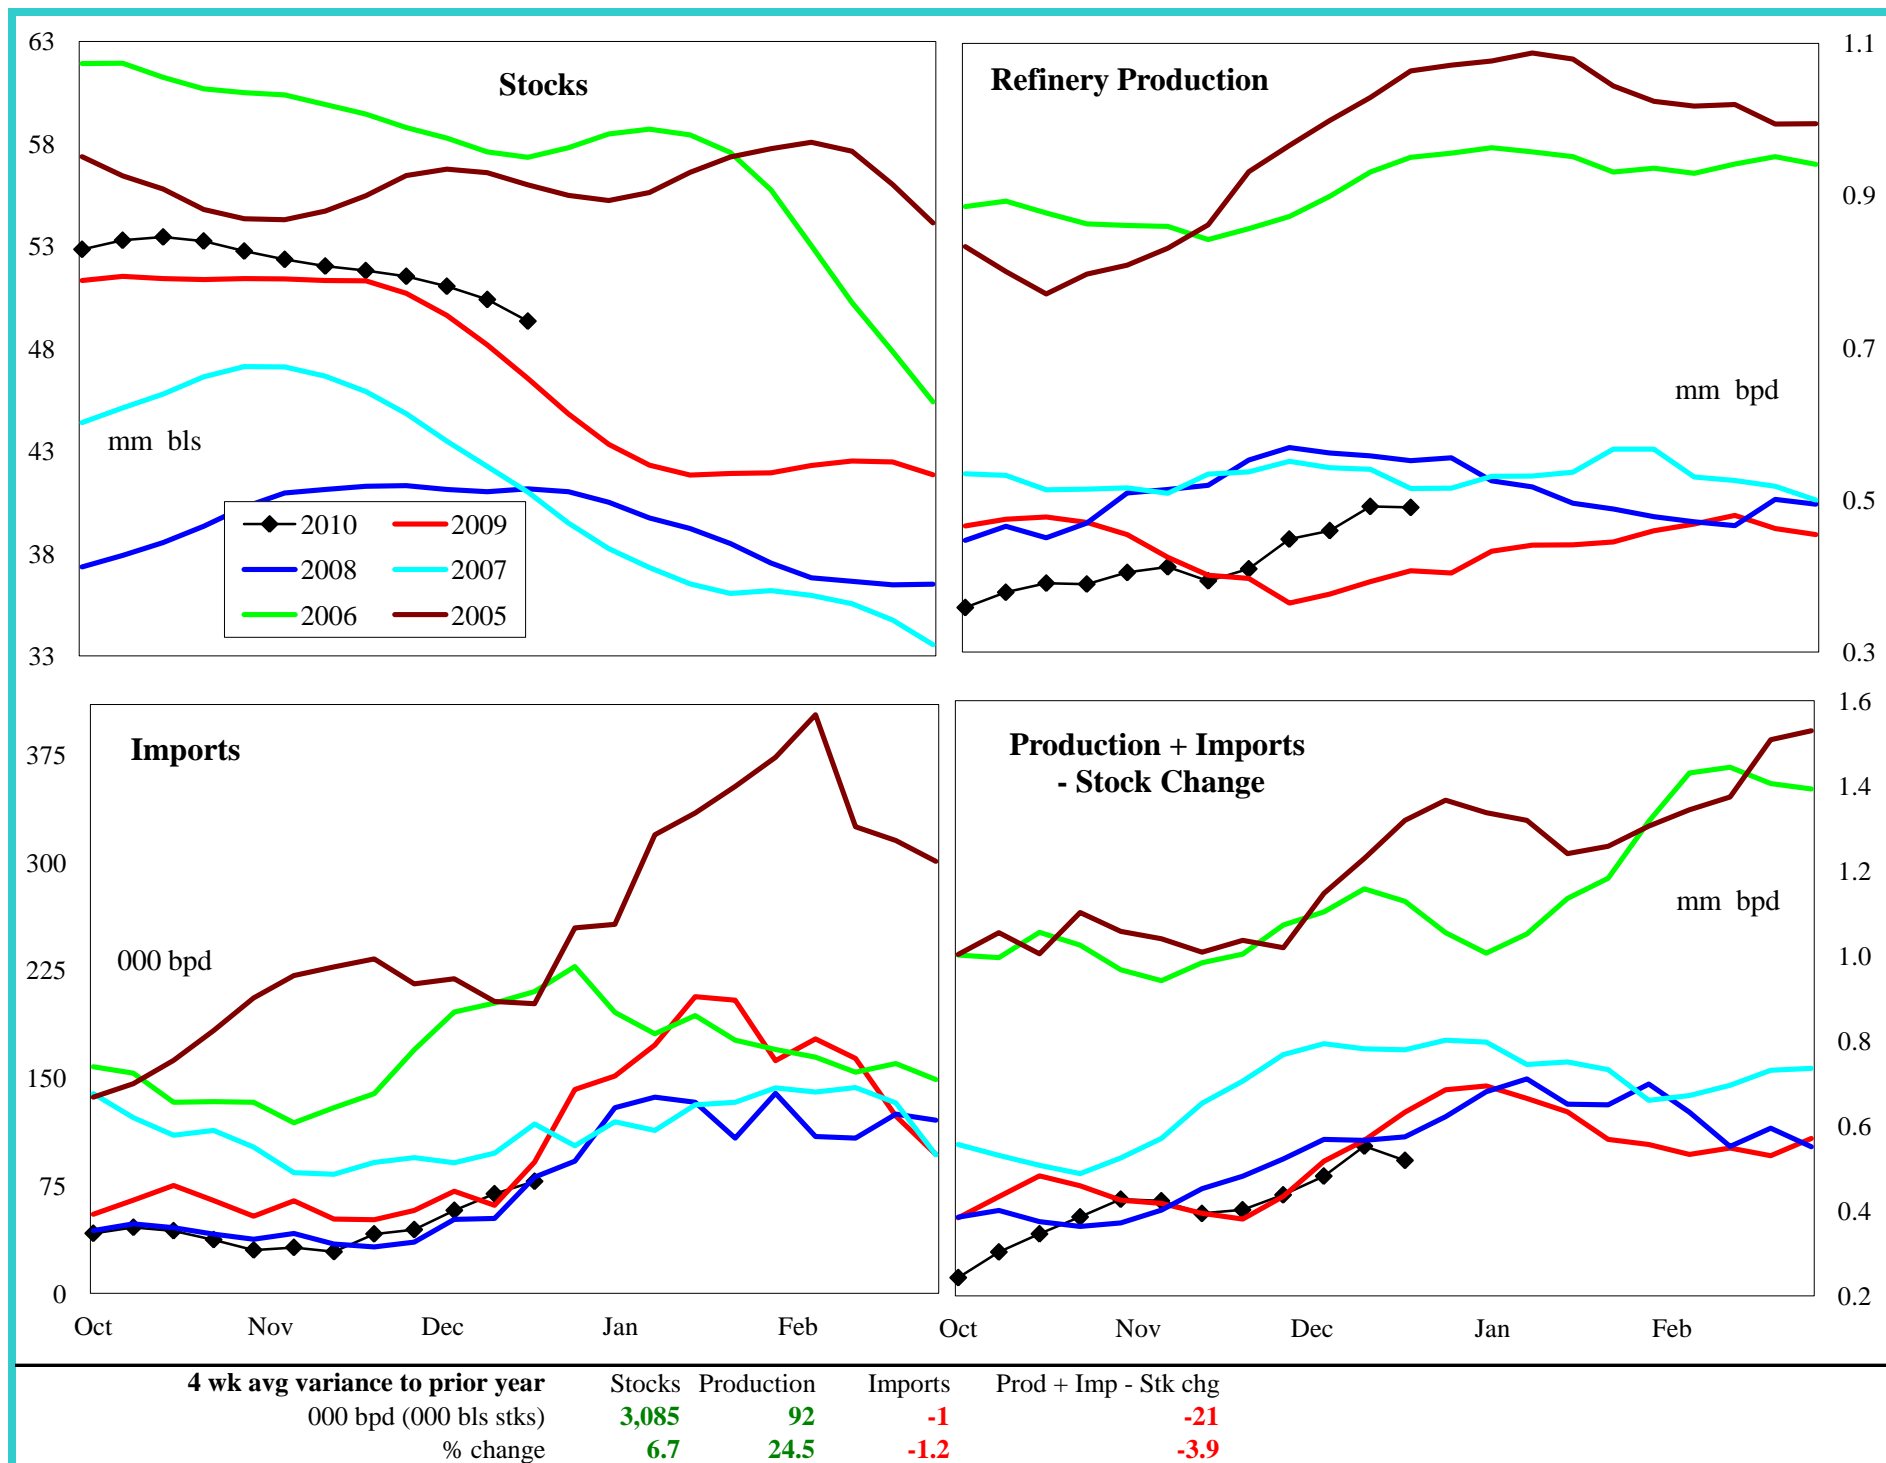 Stocks
63
58
53
48
43
38
33
mm bls
2010 2009
2008 2007
2006 2005
Refinery Production
mm bpd
1.1
0.9
0.7
0.5
0.3
Imports
000 bpd
375
300
225
150
75
0
Oct Nov Dec Jan Feb
Production + Imports
- Stock Change
mm bpd
1.6
1.4
1.2
1.0
0.8
0.6
0.4
0.2
Oct Nov Dec Jan Feb
4 wk avg variance to prior year Stocks Production Imports Prod + Imp - Stk chg
000 bpd (000 bls stks) 3,085 92 -1 -21
% change 6.7 24.5 -1.2 -3.9